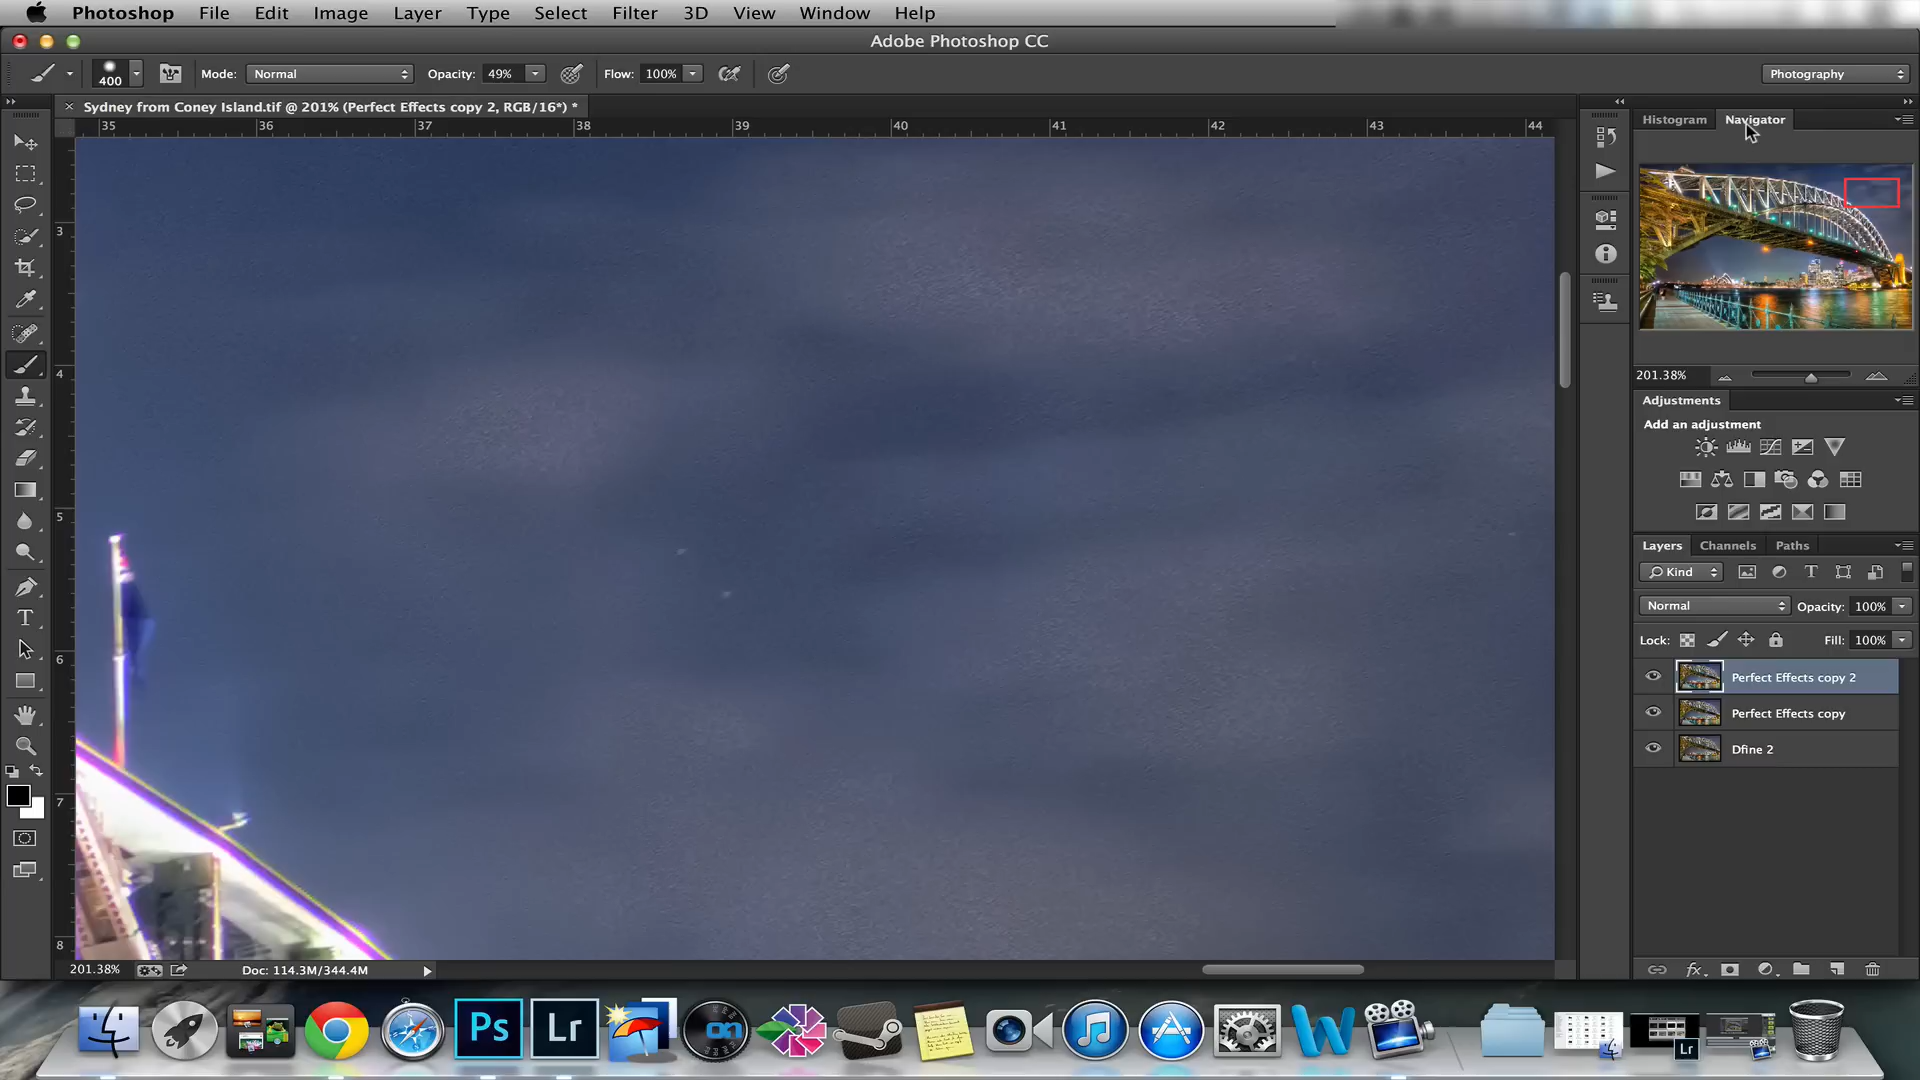 Photoshop File Edit Image Layer Type Select Filter 3D View Window Help
Adobe Photoshop CC
400 Mode: Normal Opacity: 49% Flow: 100% Photography
× Sydney from Coney Island.tif @ 201% (Perfect Effects copy 2, RGB/16*) *
35 36 37 38 39 40 41 42 43 44
Histogram Navigator
3
4
5
6
7
8
201.38%
Adjustments
Add an adjustment
Layers Channels Paths
Kind
Normal Opacity: 100%
Lock: Fill: 100%
Perfect Effects copy 2
Perfect Effects copy
Dfine 2
fx
T
201.38% Doc: 114.3M/344.4M
Ps Lr on W Lr